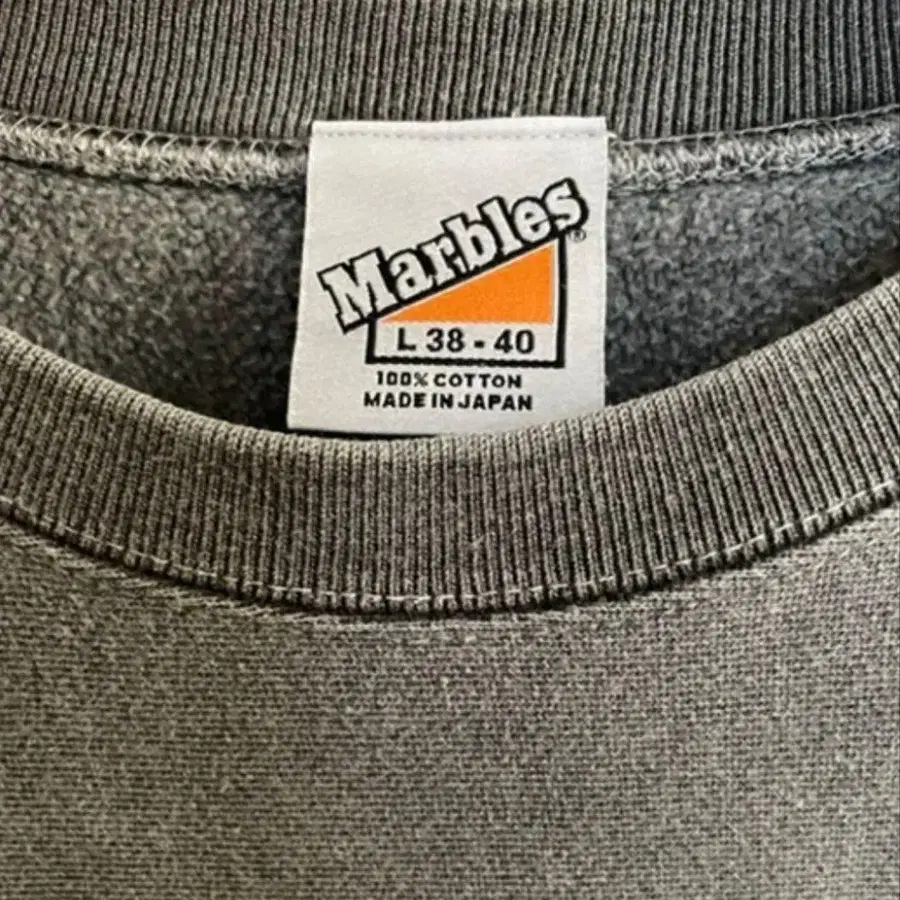 Marbles®
L 38 - 40
100% COTTON
MADE IN JAPAN